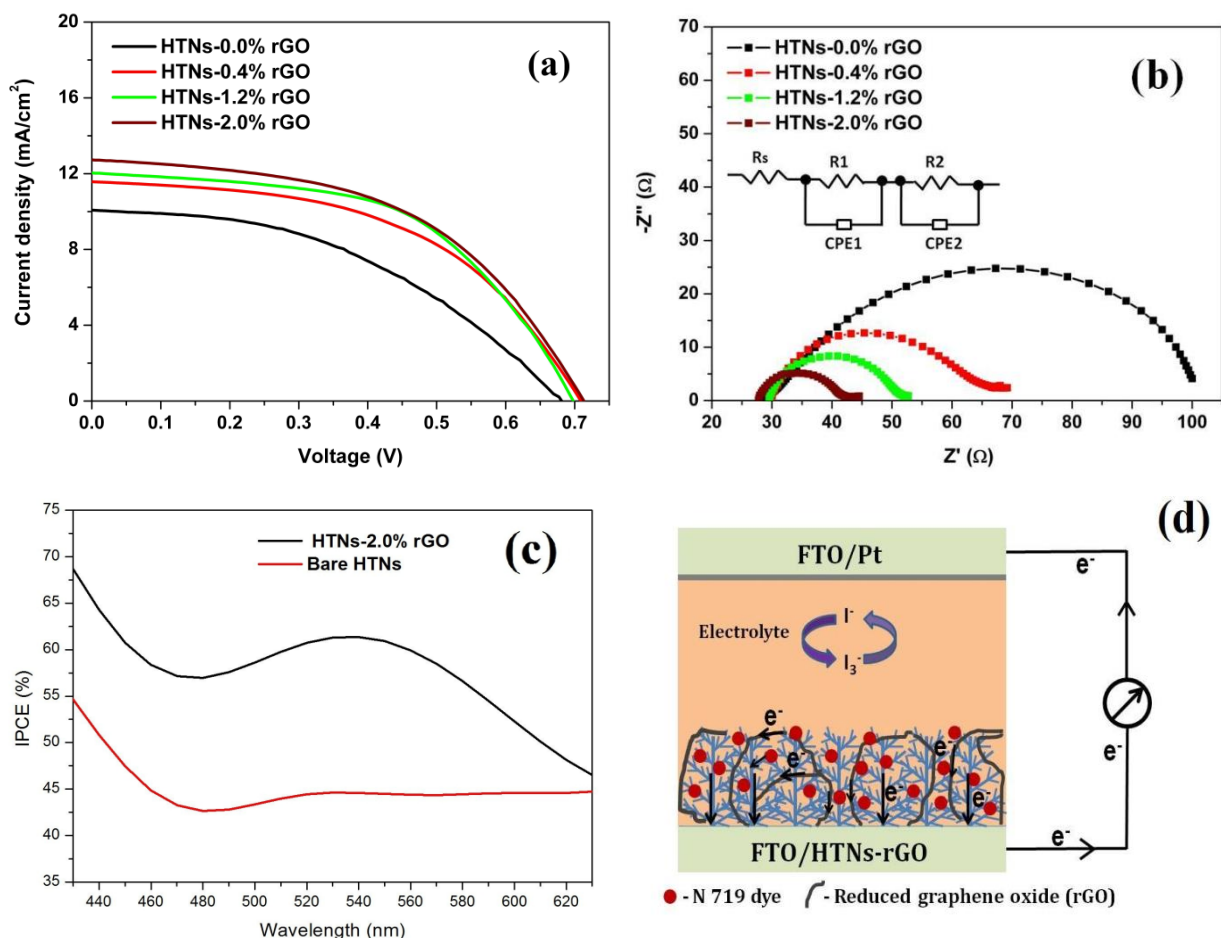 20
16
12
8
4
0
Current density (mA/cm²)
HTNs-0.0% rGO
HTNs-0.4% rGO
HTNs-1.2% rGO
HTNs-2.0% rGO
(a)
0.0 0.1 0.2 0.3 0.4 0.5 0.6 0.7
Voltage (V)
70
60
50
40
30
20
10
0
-Z'' (Ω)
HTNs-0.0% rGO
HTNs-0.4% rGO
HTNs-1.2% rGO
HTNs-2.0% rGO
(b)
Rs R1 R2
CPE1 CPE2
20 30 40 50 60 70 80 90 100
Z' (Ω)
75
70
65
60
55
50
45
40
35
IPCE (%)
HTNs-2.0% rGO
Bare HTNs
(c)
440 460 480 500 520 540 560 580 600 620
Wavelength (nm)
(d)
FTO/Pt
e⁻
Electrolyte
I⁻
I₃⁻
e⁻
e⁻
e⁻
e⁻
e⁻
e⁻
e⁻
FTO/HTNs-rGO
e⁻
- N 719 dye - Reduced graphene oxide (rGO)